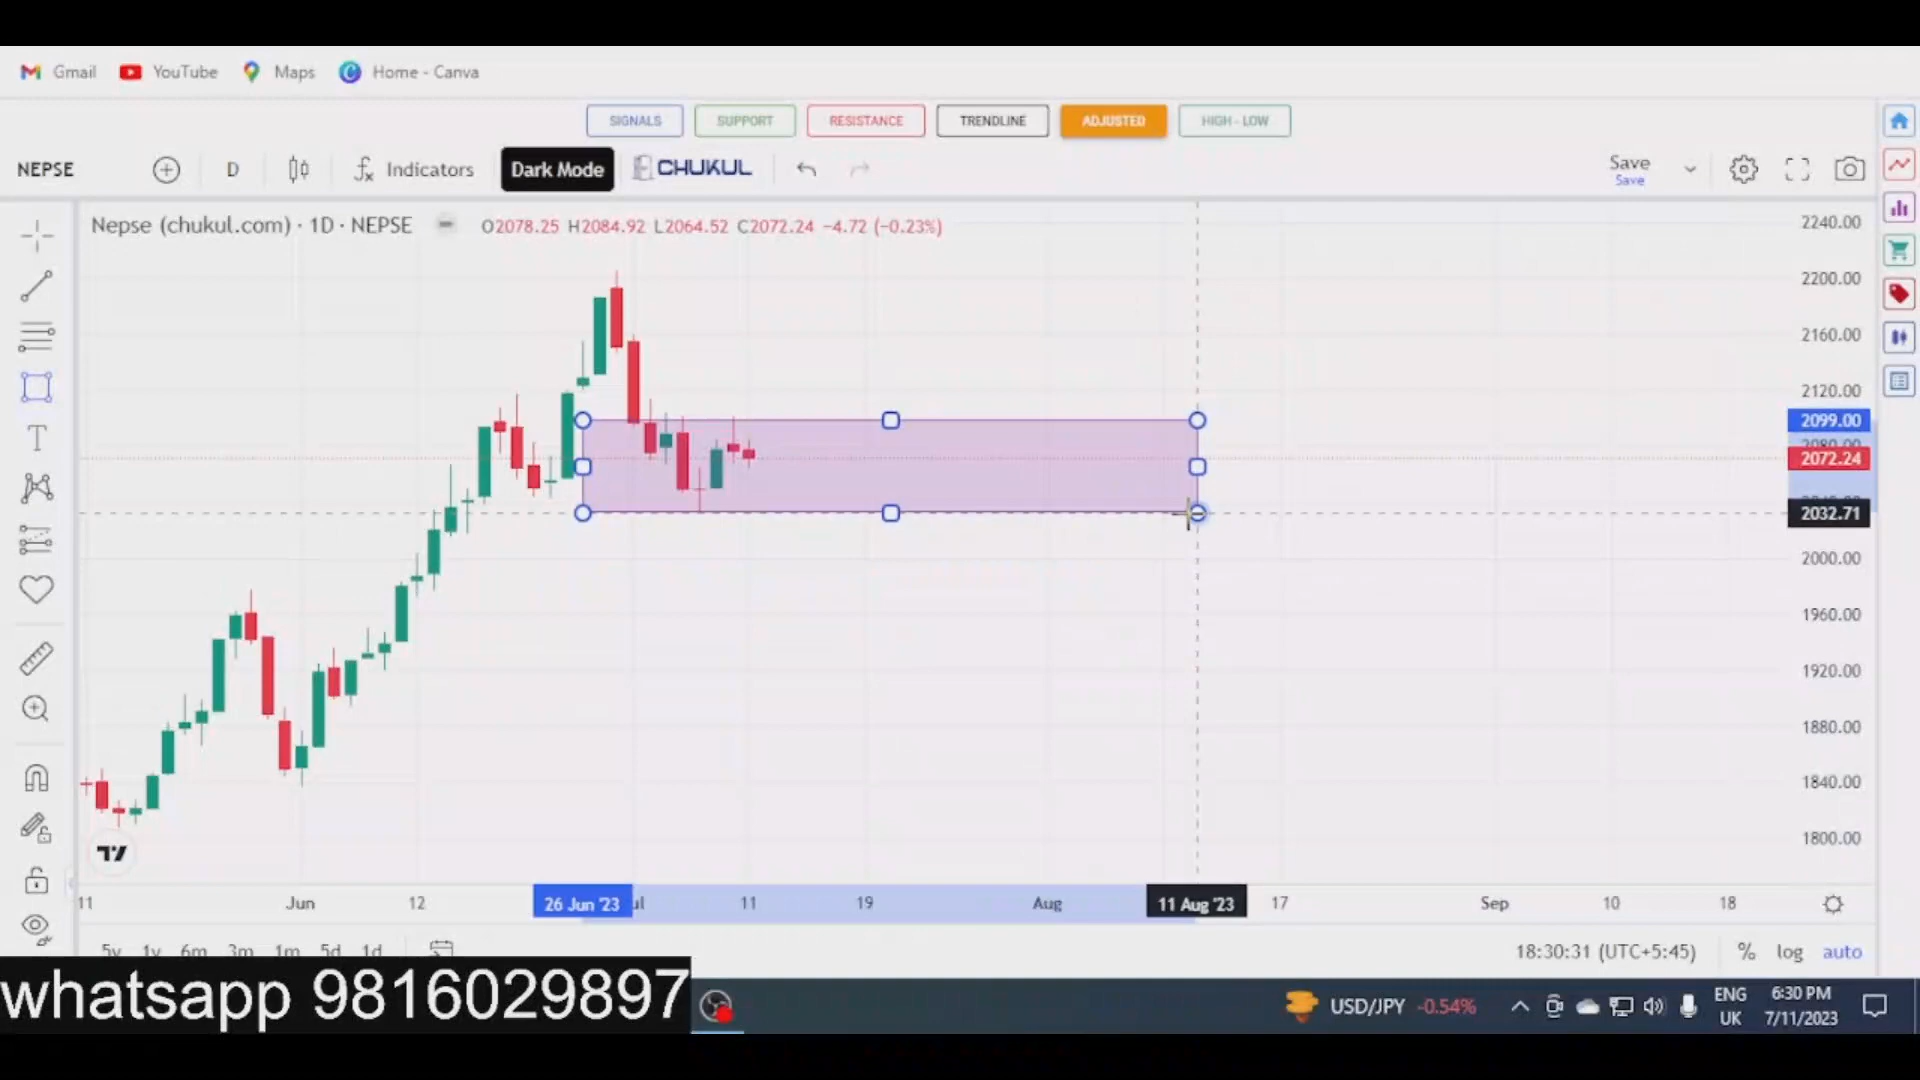 Gmail YouTube Maps Home - Canva
SIGNALS SUPPORT RESISTANCE TRENDLINE ADJUSTED HIGH - LOW
NEPSE D Indicators Dark Mode CHUKUL Save
Save
Nepse (chukul.com) · 1D · NEPSE O2078.25 H2084.92 L2064.52 C2072.24 −4.72 (−0.23%)
2240.00
2200.00
2160.00
2120.00
2099.00
2072.24
2032.71
2000.00
1960.00
1920.00
1880.00
1840.00
1800.00
11 Jun 12 26 Jun '23 11 19 Aug 11 Aug '23 17 Sep 10 18
5y 1y 6m 3m 1m 5d 1d 18:30:31 (UTC+5:45) % log auto
whatsapp 9816029897
USD/JPY -0.54% ENG 6:30 PM
UK 7/11/2023